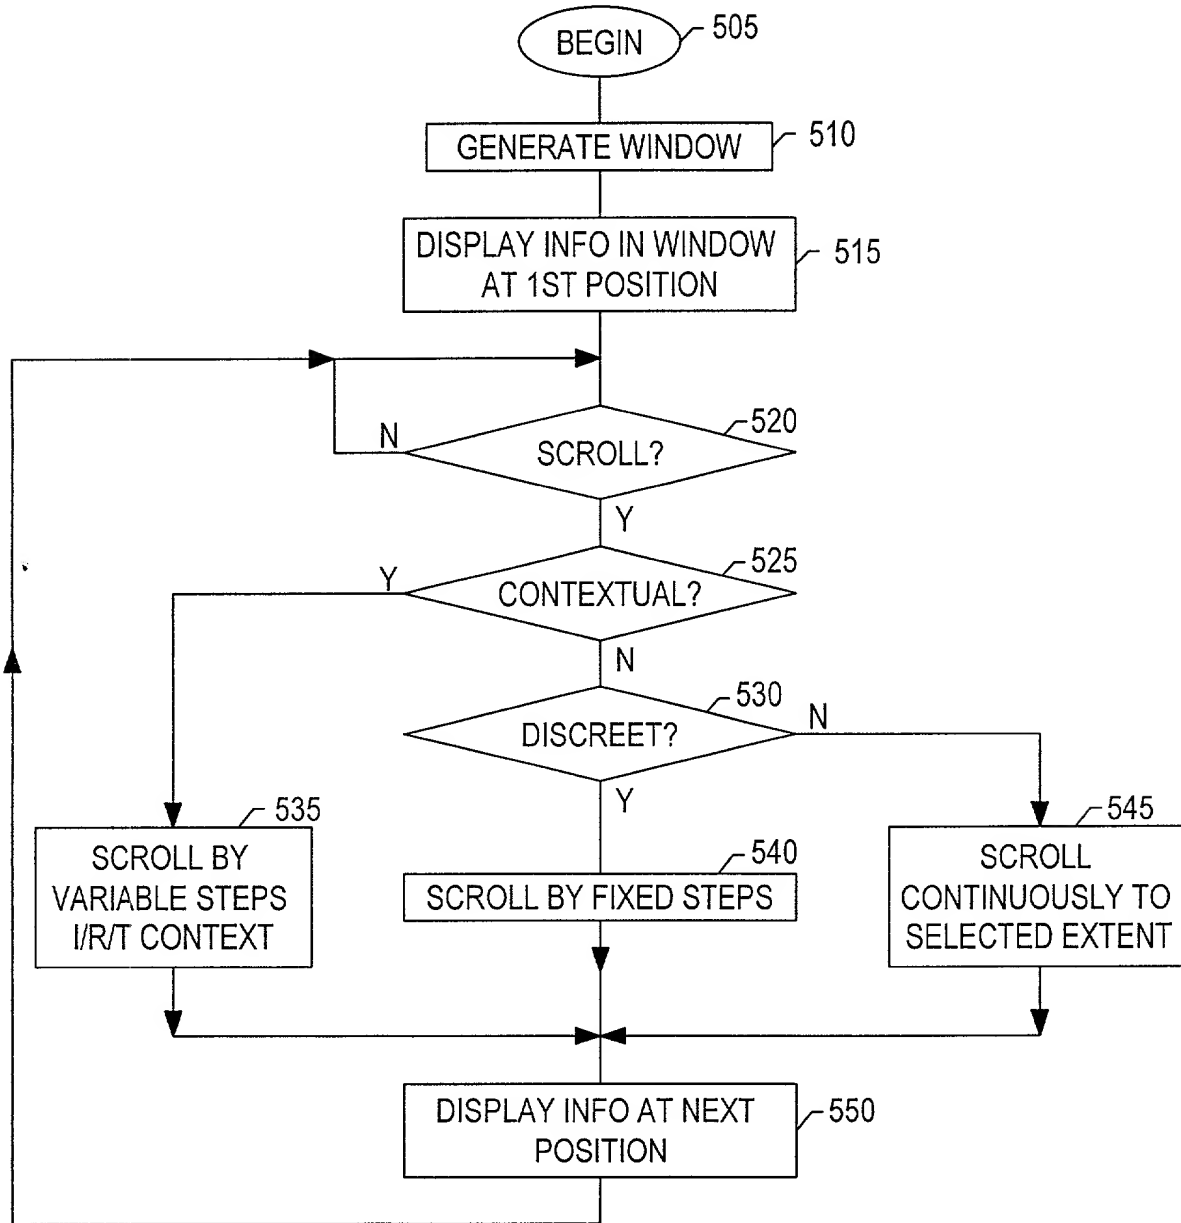 BEGIN
505
GENERATE WINDOW
510
DISPLAY INFO IN WINDOW
AT 1ST POSITION
515
520
N
SCROLL?
Y
525
Y
CONTEXTUAL?
N
530
N
DISCREET?
Y
535
SCROLL BY
VARIABLE STEPS
I/R/T CONTEXT
540
SCROLL BY FIXED STEPS
545
SCROLL
CONTINUOUSLY TO
SELECTED EXTENT
DISPLAY INFO AT NEXT
POSITION
550